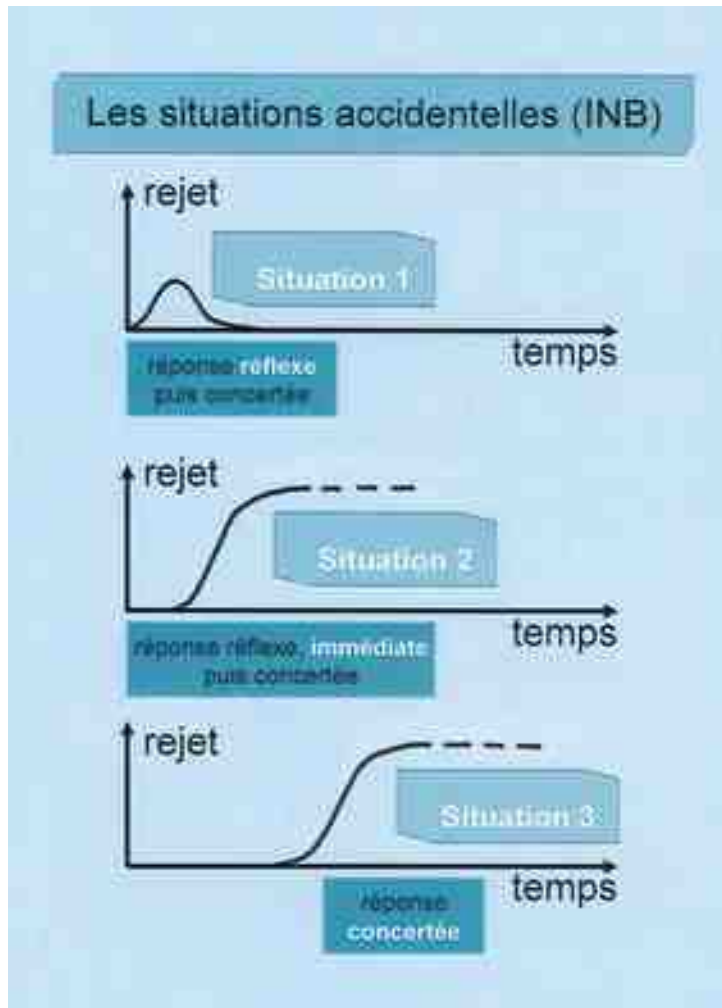 Les situations accidentelles (INB)
rejet
Situation 1
temps
réponse réflexe
puis concertée
rejet
Situation 2
temps
réponse réflexe, immédiate
puis concertée
rejet
Situation 3
temps
réponse
concertée